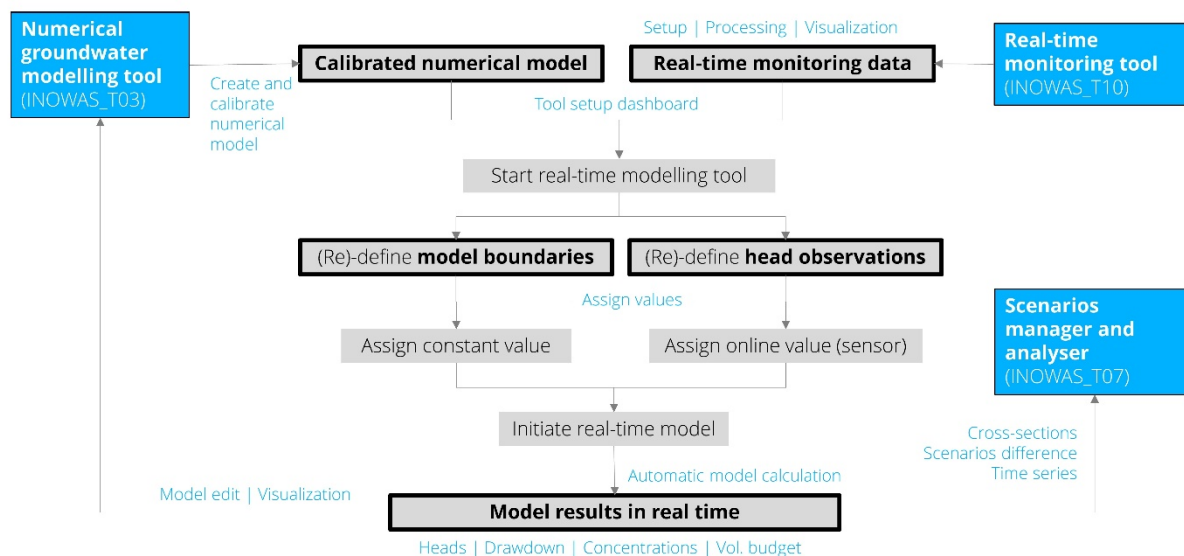 Numerical
groundwater
modelling tool
(INOWAS_T03)
Setup | Processing | Visualization
Real-time
monitoring tool
(INOWAS_T10)
Calibrated numerical model
Real-time monitoring data
Create and
calibrate
numerical
model
Tool setup dashboard
Start real-time modelling tool
(Re)-define model boundaries
(Re)-define head observations
Assign values
Scenarios
manager and
analyser
(INOWAS_T07)
Assign constant value
Assign online value (sensor)
Initiate real-time model
Cross-sections
Scenarios difference
Time series
Automatic model calculation
Model edit | Visualization
Model results in real time
Heads | Drawdown | Concentrations | Vol. budget